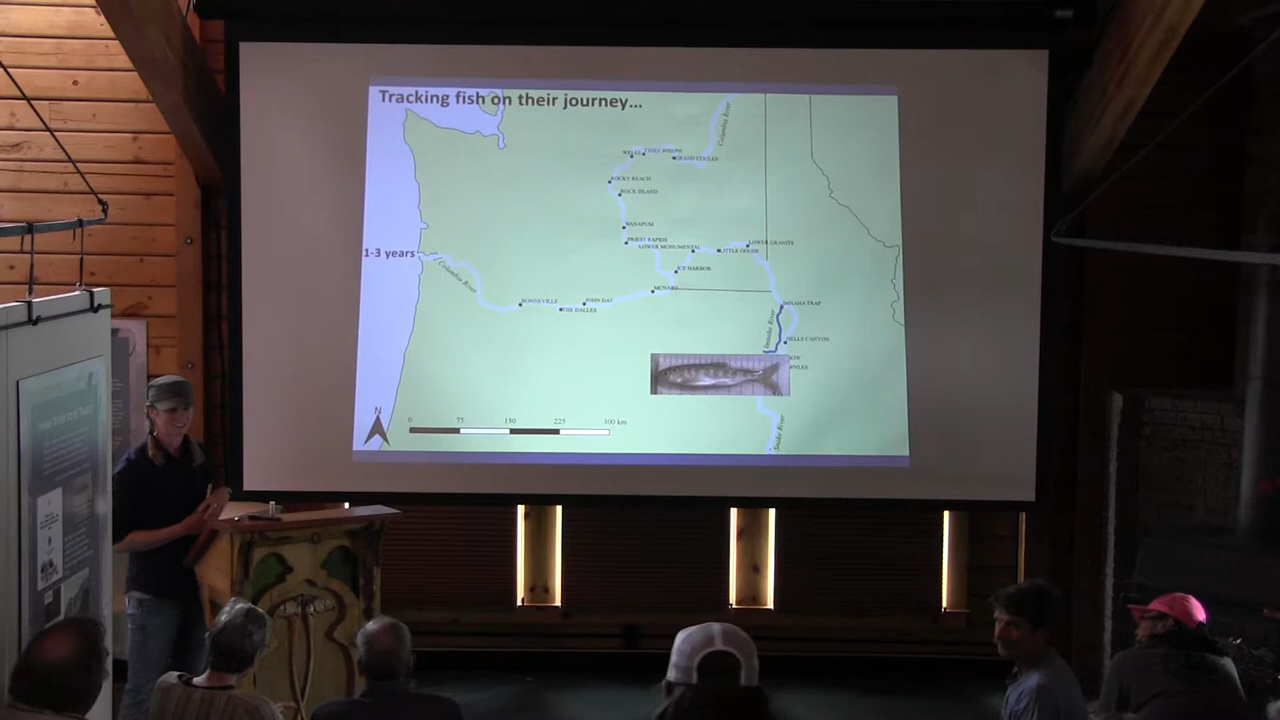 Tracking fish on their journey...
Columbia River
WELLS
CHIEF JOSEPH
GRAND COULEE
ROCKY REACH
ROCK ISLAND
WANAPUM
PRIEST RAPIDS
LOWER MONUMENTAL
LOWER GRANITE
LITTLE GOOSE
1-3 years
Columbia River
ICE HARBOR
MCNARY
BONNEVILLE
JOHN DAY
THE DALLES
IMNAHA TRAP
Imnaha River
HELLS CANYON
N
0 75 150 225 300 km
Snake River